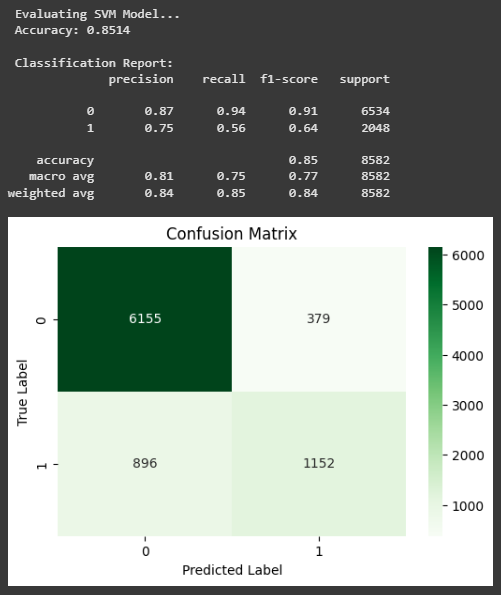 Evaluating SVM Model...
Accuracy: 0.8514
Classification Report:
precision recall f1-score support
0 0.87 0.94 0.91 6534
1 0.75 0.56 0.64 2048
accuracy 0.85 8582
macro avg 0.81 0.75 0.77 8582
weighted avg 0.84 0.85 0.84 8582
Confusion Matrix
6000
5000
4000
3000
2000
1000
True Label
0 6155 379
1 896 1152
0 1
Predicted Label